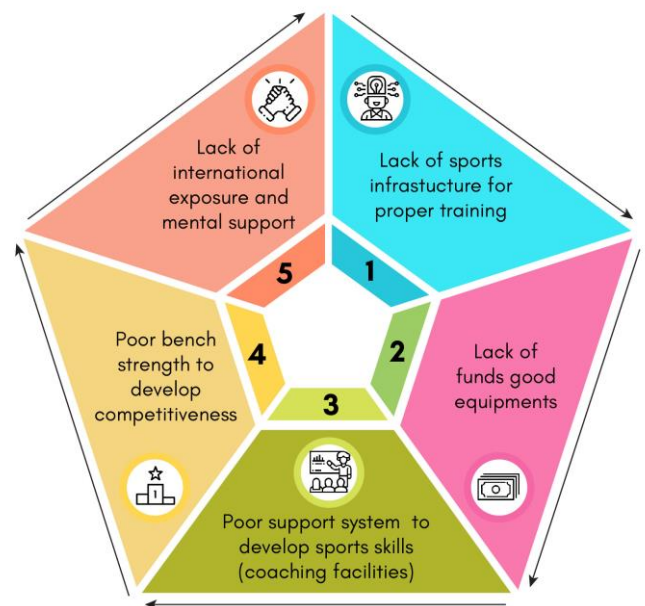 Lack of sports
infrastucture for
proper training
1
Lack of
funds good
equipments
2
Poor support system to
develop sports skills
(coaching facilities)
3
Poor bench
strength to
develop
competitiveness
4
1
Lack of
international
exposure and
mental support
5